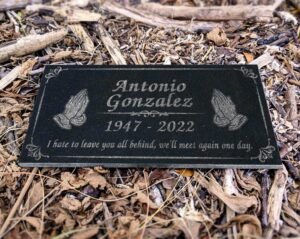 Antonio
Gonzalez
1947 - 2022
I hate to leave you all behind, we'll meet again one day.